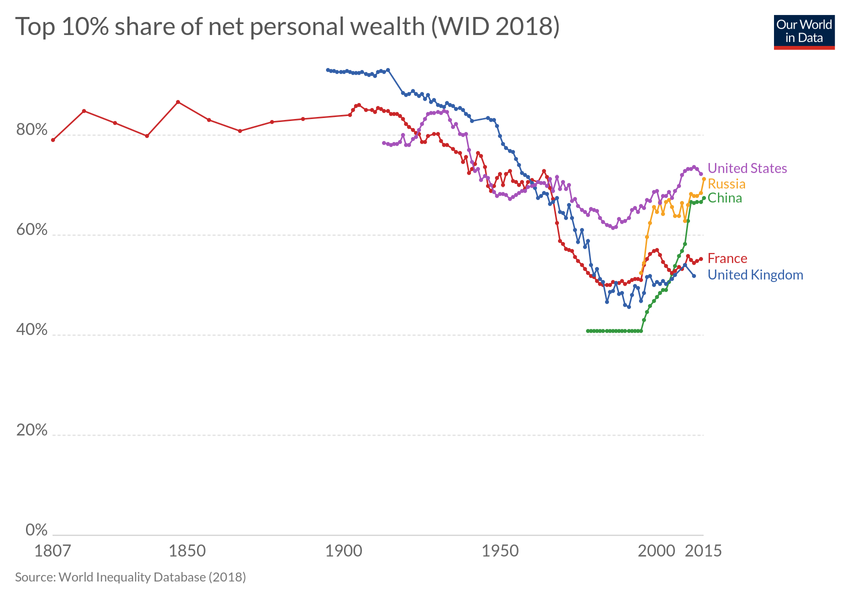 Top 10% share of net personal wealth (WID 2018)
Our World
in Data
80%
60%
40%
20%
0%
United States
Russia
China
France
United Kingdom
1807 1850 1900 1950 2000 2015
Source: World Inequality Database (2018)